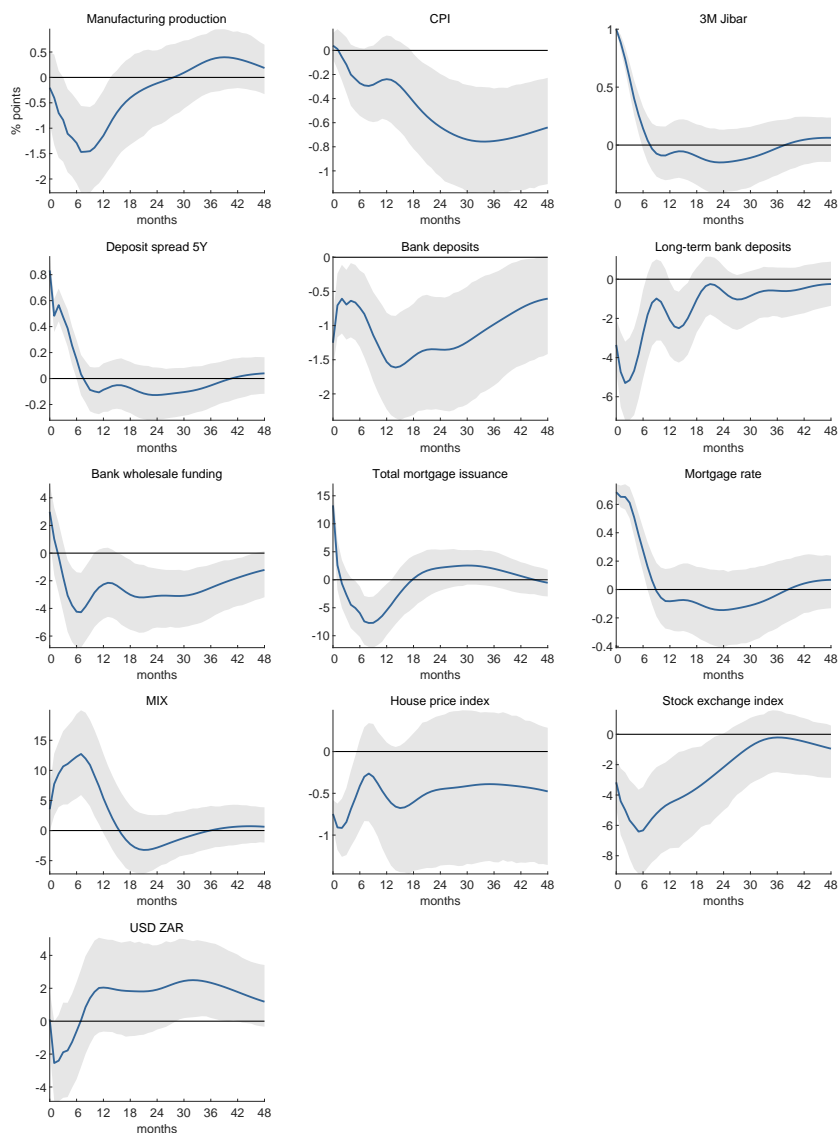 Manufacturing production
CPI
3M Jibar
% points
0.5
0
-0.5
-1
-1.5
-2
0 6 12 18 24 30 36 42 48
months
0
-0.2
-0.4
-0.6
-0.8
-1
0 6 12 18 24 30 36 42 48
months
1
0.5
0
0 6 12 18 24 30 36 42 48
months
Deposit spread 5Y
Bank deposits
Long-term bank deposits
0.8
0.6
0.4
0.2
0
-0.2
0 6 12 18 24 30 36 42 48
months
0
-0.5
-1
-1.5
-2
0 6 12 18 24 30 36 42 48
months
0
-2
-4
-6
0 6 12 18 24 30 36 42 48
months
Bank wholesale funding
Total mortgage issuance
Mortgage rate
4
2
0
-2
-4
-6
0 6 12 18 24 30 36 42 48
months
15
10
5
0
-5
-10
0 6 12 18 24 30 36 42 48
months
0.6
0.4
0.2
0
-0.2
-0.4
0 6 12 18 24 30 36 42 48
months
MIX
House price index
Stock exchange index
15
10
5
0
-5
0 6 12 18 24 30 36 42 48
months
0
-0.5
-1
0 6 12 18 24 30 36 42 48
months
0
-2
-4
-6
-8
0 6 12 18 24 30 36 42 48
months
USD ZAR
4
2
0
-2
-4
0 6 12 18 24 30 36 42 48
months